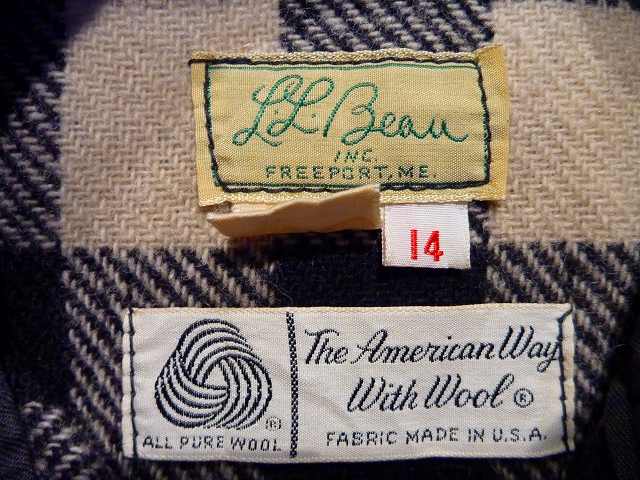 L.L. Bean
INC.
FREEPORT, ME.
14
The American Way
With Wool ®
®
ALL PURE WOOL
FABRIC MADE IN U.S.A.